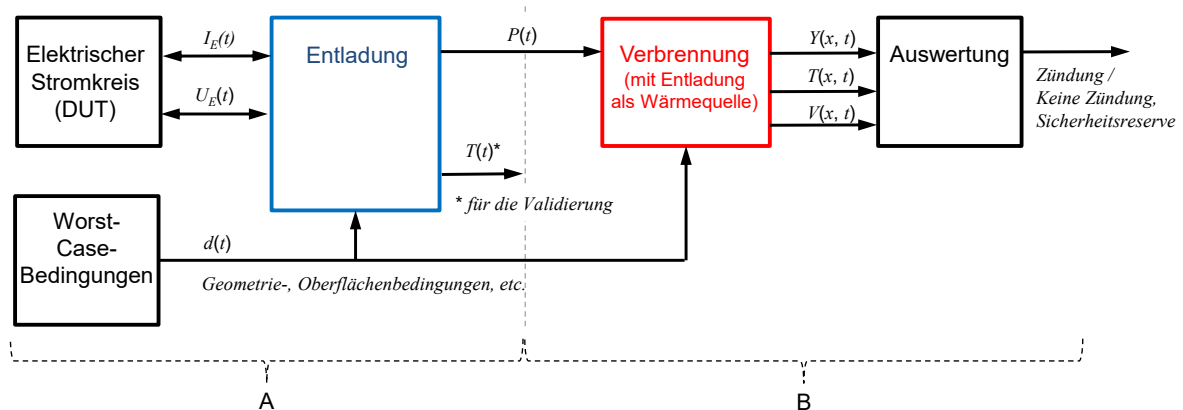 Elektrischer
Stromkreis
(DUT)
I_E(t)
U_E(t)
Entladung
P(t)
T(t)*
* für die Validierung
Verbrennung
(mit Entladung
als Wärmequelle)
Y(x, t)
T(x, t)
V(x, t)
Auswertung
Zündung /
Keine Zündung,
Sicherheitsreserve
Worst-
Case-
Bedingungen
d(t)
Geometrie-, Oberflächenbedingungen, etc.
A
B